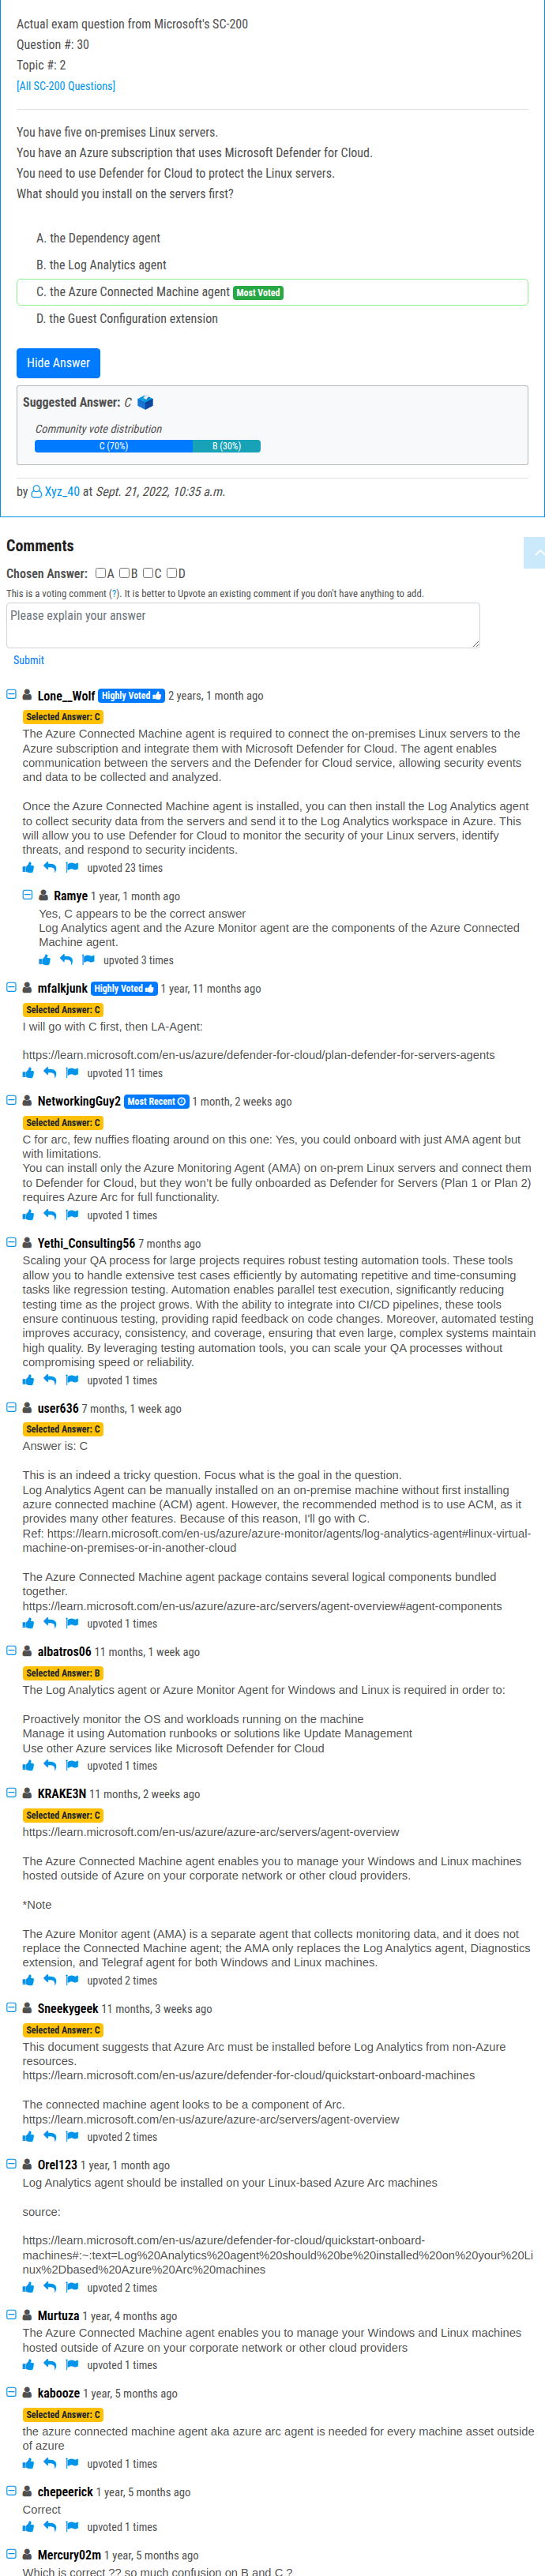 Actual exam question from Microsoft's SC-200
Question #: 30
Topic #: 2
[All SC-200 Questions]
You have five on-premises Linux servers.
You have an Azure subscription that uses Microsoft Defender for Cloud.
You need to use Defender for Cloud to protect the Linux servers.
What should you install on the servers first?
A. the Dependency agent
B. the Log Analytics agent
C. the Azure Connected Machine agent Most Voted
D. the Guest Configuration extension
Hide Answer
Suggested Answer: C
Community vote distribution
C (70%) B (30%)
by Xyz_40 at Sept. 21, 2022, 10:35 a.m.
Comments
Chosen Answer: A B C D
This is a voting comment (?). It is better to Upvote an existing comment if you don't have anything to add.
Please explain your answer
Submit
Lone__Wolf Highly Voted 2 years, 1 month ago
Selected Answer: C
The Azure Connected Machine agent is required to connect the on-premises Linux servers to the
Azure subscription and integrate them with Microsoft Defender for Cloud. The agent enables
communication between the servers and the Defender for Cloud service, allowing security events
and data to be collected and analyzed.
Once the Azure Connected Machine agent is installed, you can then install the Log Analytics agent
to collect security data from the servers and send it to the Log Analytics workspace in Azure. This
will allow you to use Defender for Cloud to monitor the security of your Linux servers, identify
threats, and respond to security incidents.
upvoted 23 times
Ramye 1 year, 1 month ago
Yes, C appears to be the correct answer
Log Analytics agent and the Azure Monitor agent are the components of the Azure Connected
Machine agent.
upvoted 3 times
mfalkjunk Highly Voted 1 year, 11 months ago
Selected Answer: C
I will go with C first, then LA-Agent:
https://learn.microsoft.com/en-us/azure/defender-for-cloud/plan-defender-for-servers-agents
upvoted 11 times
NetworkingGuy2 Most Recent 1 month, 2 weeks ago
Selected Answer: C
C for arc, few nuffies floating around on this one: Yes, you could onboard with just AMA agent but
with limitations.
You can install only the Azure Monitoring Agent (AMA) on on-prem Linux servers and connect them
to Defender for Cloud, but they won't be fully onboarded as Defender for Servers (Plan 1 or Plan 2)
requires Azure Arc for full functionality.
upvoted 1 times
Yethi_Consulting56 7 months ago
Scaling your QA process for large projects requires robust testing automation tools. These tools
allow you to handle extensive test cases efficiently by automating repetitive and time-consuming
tasks like regression testing. Automation enables parallel test execution, significantly reducing
testing time as the project grows. With the ability to integrate into CI/CD pipelines, these tools
ensure continuous testing, providing rapid feedback on code changes. Moreover, automated testing
improves accuracy, consistency, and coverage, ensuring that even large, complex systems maintain
high quality. By leveraging testing automation tools, you can scale your QA processes without
compromising speed or reliability.
upvoted 1 times
user636 7 months, 1 week ago
Selected Answer: C
Answer is: C
This is an indeed a tricky question. Focus what is the goal in the question.
Log Analytics Agent can be manually installed on an on-premise machine without first installing
azure connected machine (ACM) agent. However, the recommended method is to use ACM, as it
provides many other features. Because of this reason, I'll go with C.
Ref: https://learn.microsoft.com/en-us/azure/azure-monitor/agents/log-analytics-agent#linux-virtual-
machine-on-premises-or-in-another-cloud
The Azure Connected Machine agent package contains several logical components bundled
together.
https://learn.microsoft.com/en-us/azure/azure-arc/servers/agent-overview#agent-components
upvoted 1 times
albatros06 11 months, 1 week ago
Selected Answer: B
The Log Analytics agent or Azure Monitor Agent for Windows and Linux is required in order to:
Proactively monitor the OS and workloads running on the machine
Manage it using Automation runbooks or solutions like Update Management
Use other Azure services like Microsoft Defender for Cloud
upvoted 1 times
KRAKE3N 11 months, 2 weeks ago
Selected Answer: C
https://learn.microsoft.com/en-us/azure/azure-arc/servers/agent-overview
The Azure Connected Machine agent enables you to manage your Windows and Linux machines
hosted outside of Azure on your corporate network or other cloud providers.
*Note
The Azure Monitor agent (AMA) is a separate agent that collects monitoring data, and it does not
replace the Connected Machine agent; the AMA only replaces the Log Analytics agent, Diagnostics
extension, and Telegraf agent for both Windows and Linux machines.
upvoted 2 times
Sneekygeek 11 months, 3 weeks ago
Selected Answer: C
This document suggests that Azure Arc must be installed before Log Analytics from non-Azure
resources.
https://learn.microsoft.com/en-us/azure/defender-for-cloud/quickstart-onboard-machines
The connected machine agent looks to be a component of Arc.
https://learn.microsoft.com/en-us/azure/azure-arc/servers/agent-overview
upvoted 2 times
Orel123 1 year, 1 month ago
Log Analytics agent should be installed on your Linux-based Azure Arc machines
source:
https://learn.microsoft.com/en-us/azure/defender-for-cloud/quickstart-onboard-
machines#:~:text=Log%20Analytics%20agent%20should%20be%20installed%20on%20your%20Li
nux%2Dbased%20Azure%20Arc%20machines
upvoted 2 times
Murtuza 1 year, 4 months ago
The Azure Connected Machine agent enables you to manage your Windows and Linux machines
hosted outside of Azure on your corporate network or other cloud providers
upvoted 1 times
kabooze 1 year, 5 months ago
Selected Answer: C
the azure connected machine agent aka azure arc agent is needed for every machine asset outside
of azure
upvoted 1 times
chepeerick 1 year, 5 months ago
Correct
upvoted 1 times
Mercury02m 1 year, 5 months ago
Which is correct ?? so much confusion on B and C ?